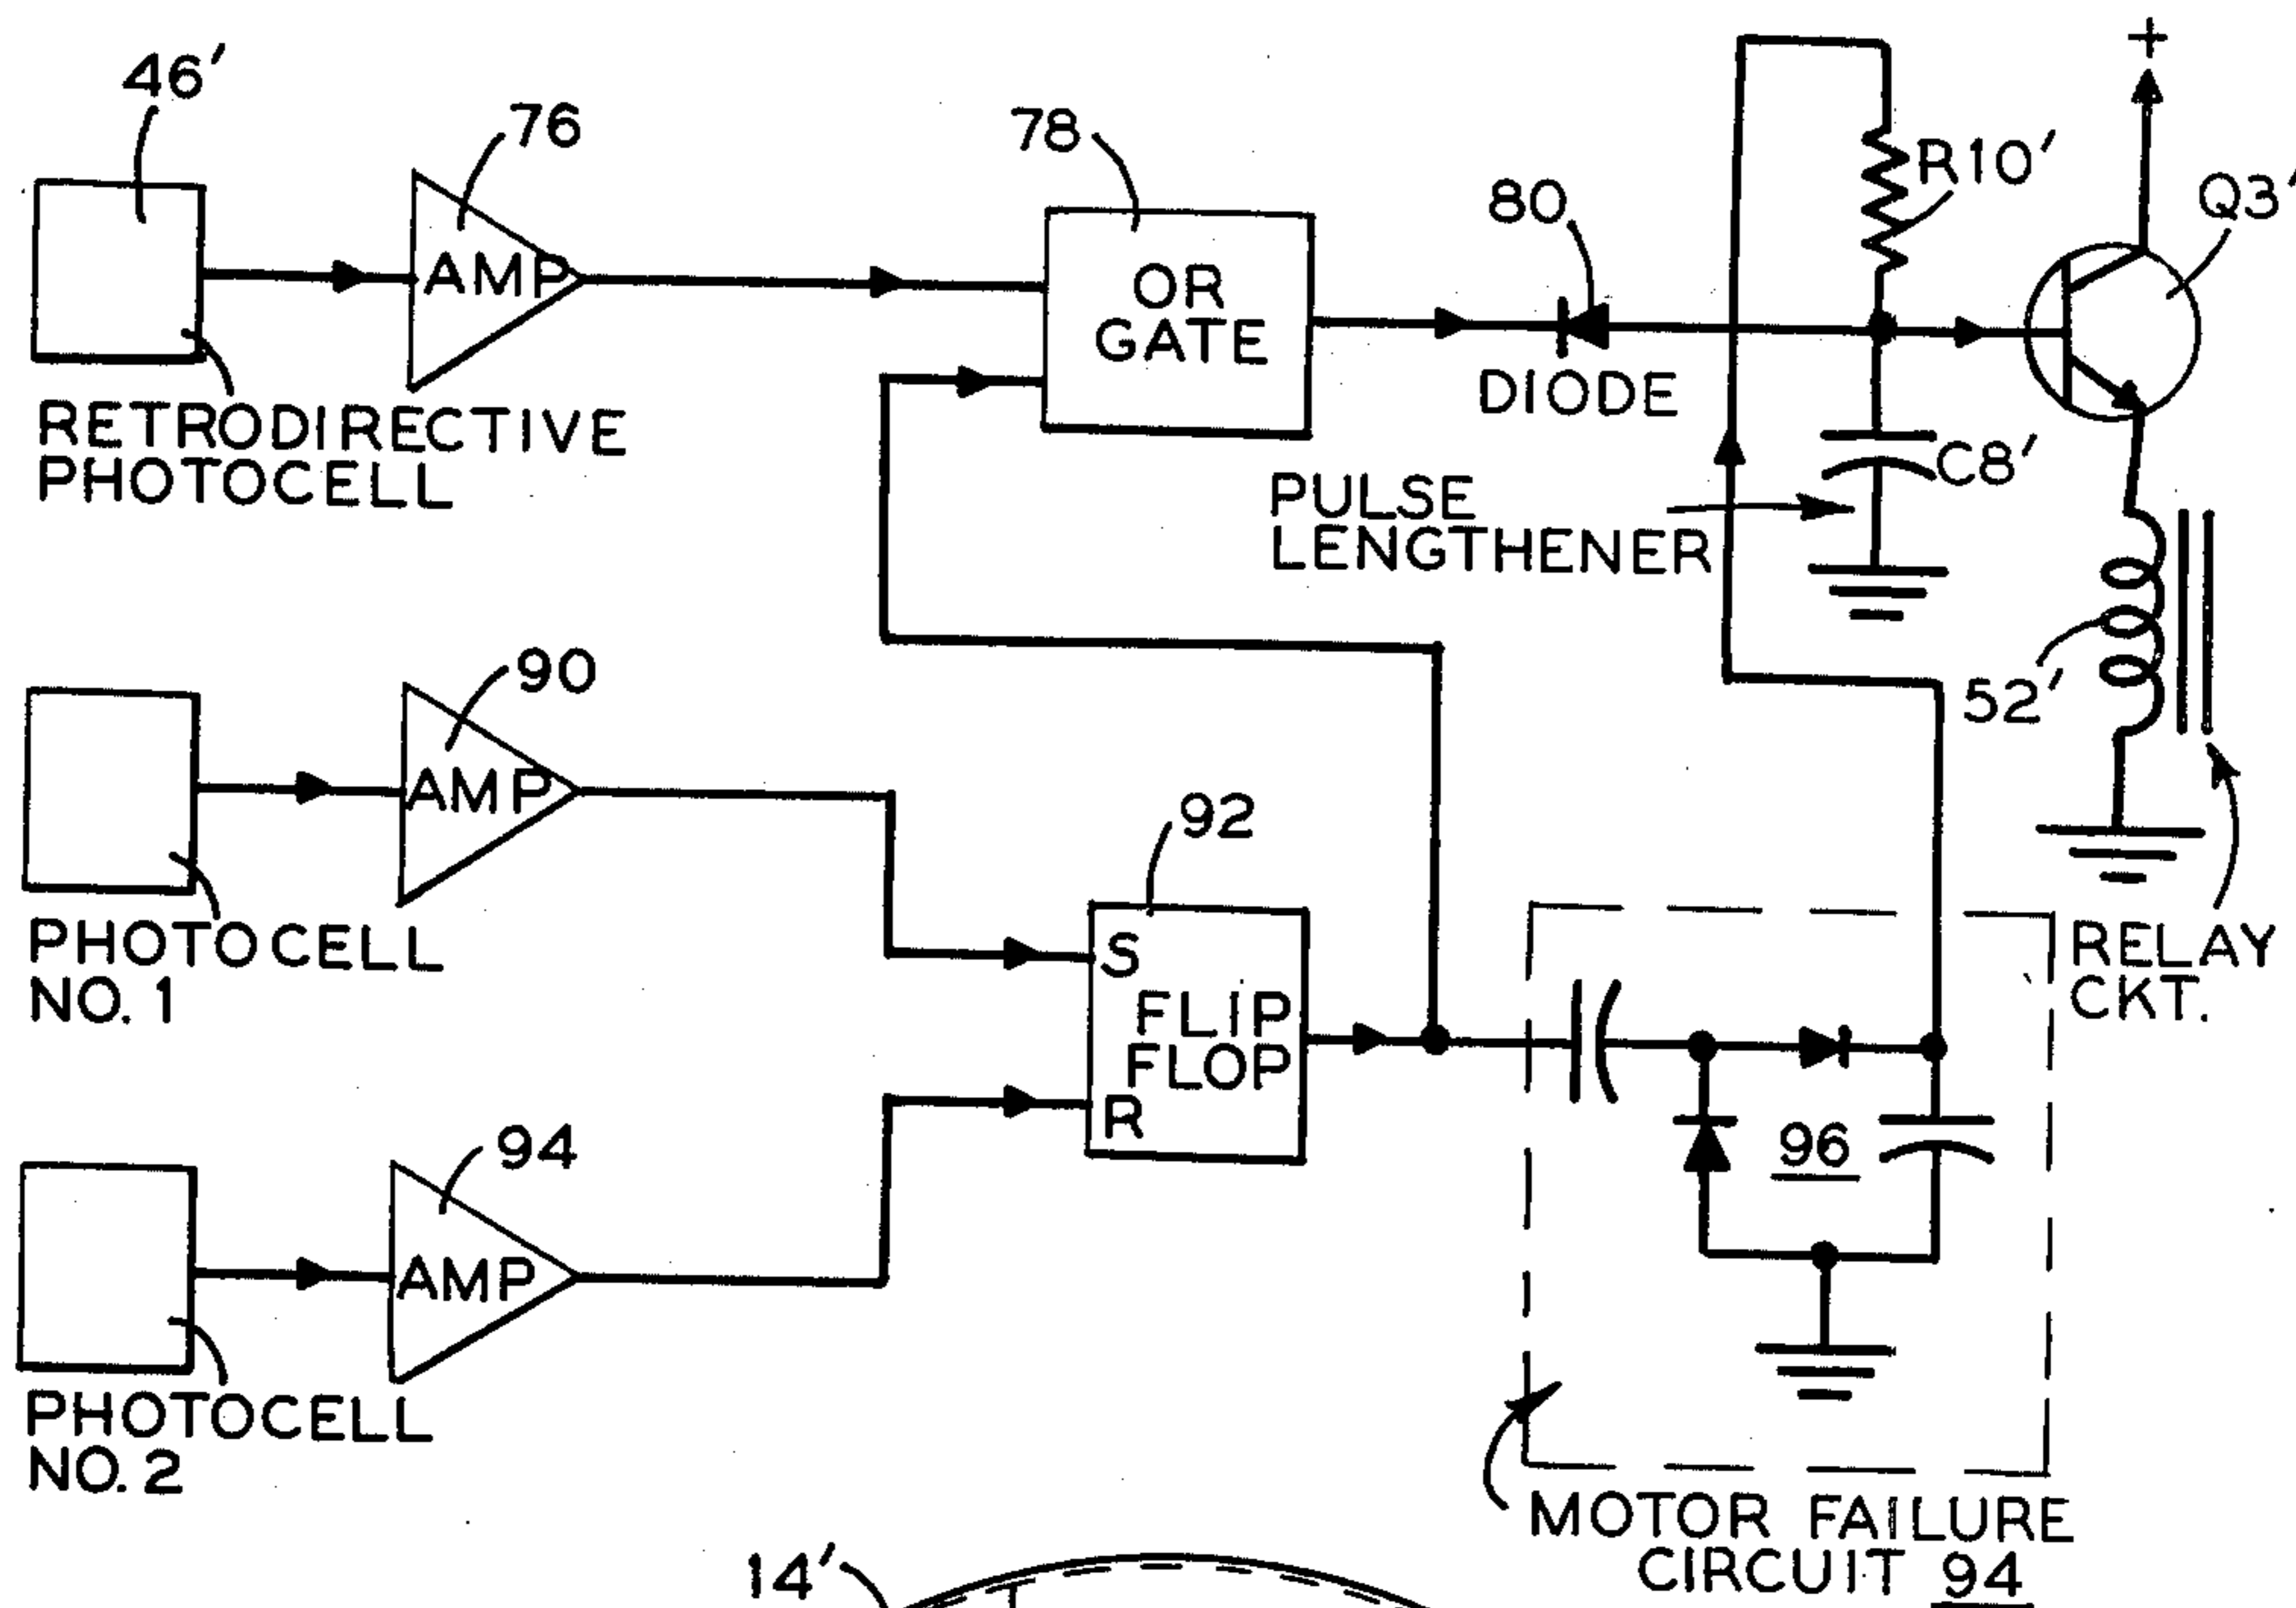 46′
76
78
80
+
R10′
Q3′
AMP
OR
GATE
DIODE
C8′
RETRODIRECTIVE
PHOTOCELL
PULSE
LENGTHENER
52′
90
AMP
92
PHOTOCELL
NO. 1
S
FLIP
FLOP
R
RELAY
CKT.
94
AMP
96
PHOTOCELL
NO. 2
MOTOR FAILURE
CIRCUIT 94
14′